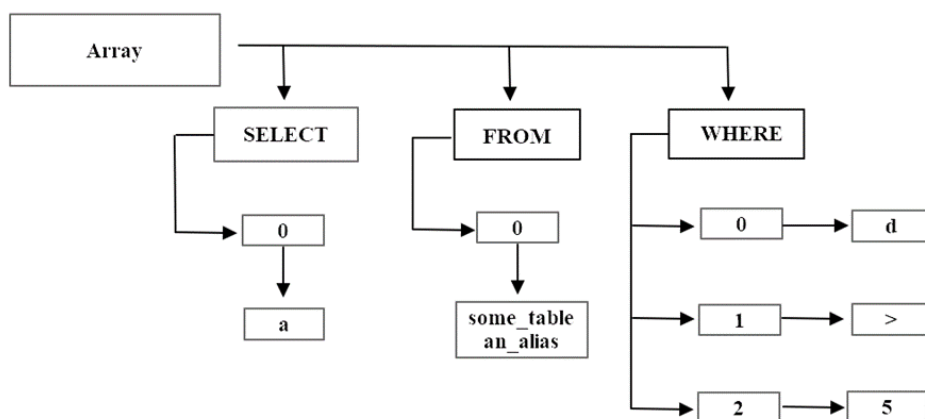 Array
SELECT
FROM
WHERE
0
0
0
d
a
some_table
an_alias
1
>
2
5